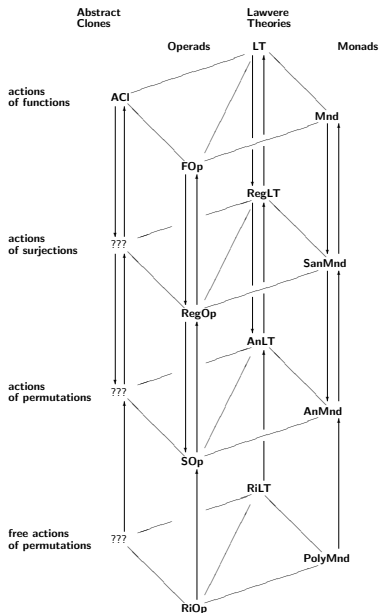 Abstract
Clones
Lawvere
Theories
Operads
Monads
LT
actions
of functions
ACl
Mnd
FOp
RegLT
actions
of surjections
???
SanMnd
RegOp
AnLT
actions
of permutations
???
AnMnd
SOp
RiLT
free actions
of permutations
???
PolyMnd
RiOp